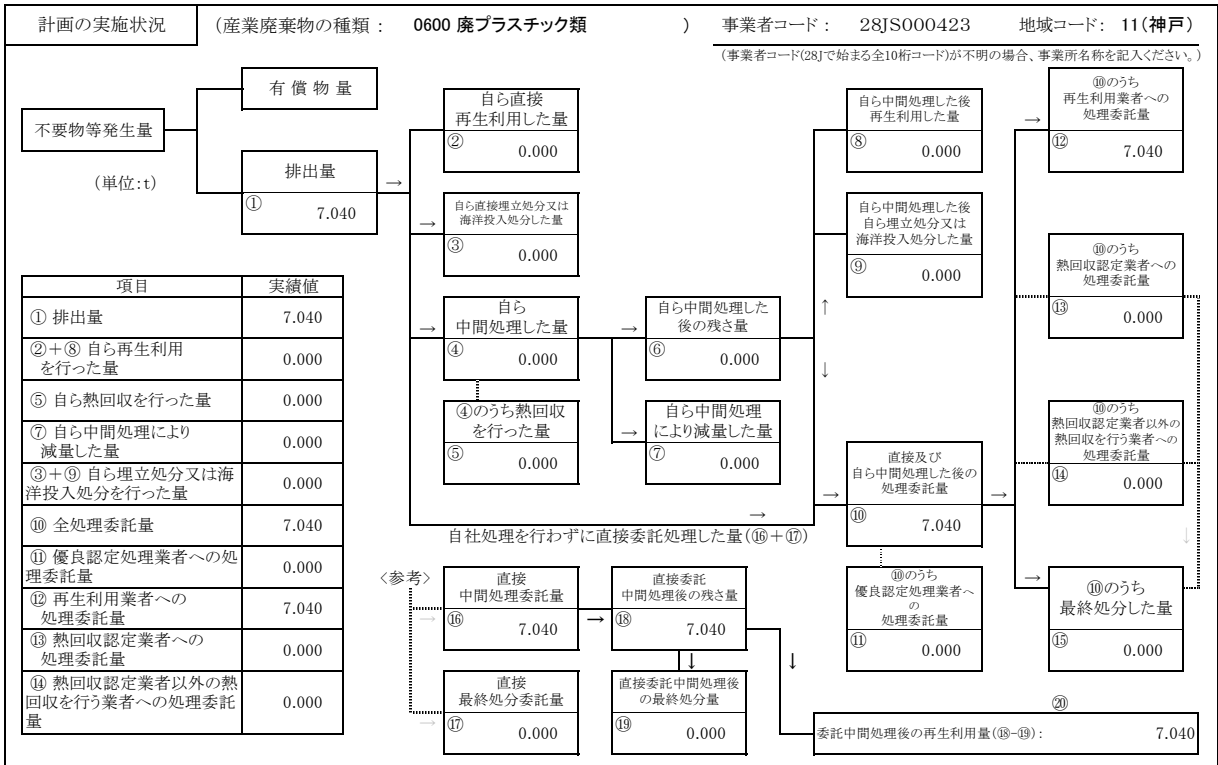 計画の実施状況
(産業廃棄物の種類 : 0600 廃プラスチック類 )
事業者コード : 28JS000423
地域コード: 11(神戸)
(事業者コード(28Jで始まる全10桁コード)が不明の場合、事業所名称を記入ください。)
不要物等発生量
(単位:t)
有 償 物 量
排出量
→
① 7.040
自ら直接
再生利用した量
② 0.000
→
自ら直接埋立処分又は
海洋投入処分した量
③ 0.000
→
自ら
中間処理した量
④ 0.000
④のうち熱回収
を行った量
⑤ 0.000
→
自ら中間処理した
後の残さ量
⑥ 0.000
→
自ら中間処理
により減量した量
⑦ 0.000
自ら中間処理した後
再生利用した量
⑧ 0.000
自ら中間処理した後
自ら埋立処分又は
海洋投入処分した量
⑨ 0.000
↑
↓
→
直接及び
自ら中間処理した後の
処理委託量
⑩ 7.040
→
⑩のうち
優良認定処理業者へ
の
処理委託量
⑪ 0.000
→
⑩のうち
再生利用業者への
処理委託量
⑫ 7.040
⑩のうち
熱回収認定業者への
処理委託量
⑬ 0.000
⑩のうち
熱回収認定業者以外の
熱回収を行う業者への
処理委託量
⑭ 0.000
↓
→
⑩のうち
最終処分した量
⑮ 0.000
→
自社処理を行わずに直接委託処理した量(⑯+⑰)
<参考>
→
直接
中間処理委託量
⑯ 7.040
→
直接委託
中間処理後の残さ量
⑱ 7.040
↓
↓
→
直接
最終処分委託量
⑰ 0.000
直接委託中間処理後
の最終処分量
⑲ 0.000
⑳
委託中間処理後の再生利用量(⑱-⑲): 7.040
項目 実績値
① 排出量 7.040
②+⑧ 自ら再生利用
を行った量 0.000
⑤ 自ら熱回収を行った量 0.000
⑦ 自ら中間処理により
減量した量 0.000
③+⑨ 自ら埋立処分又は海
洋投入処分を行った量 0.000
⑩ 全処理委託量 7.040
⑪ 優良認定処理業者への処
理委託量 0.000
⑫ 再生利用業者への
処理委託量 7.040
⑬ 熱回収認定業者への
処理委託量 0.000
⑭ 熱回収認定業者以外の熱
回収を行う業者への処理委託
量 0.000